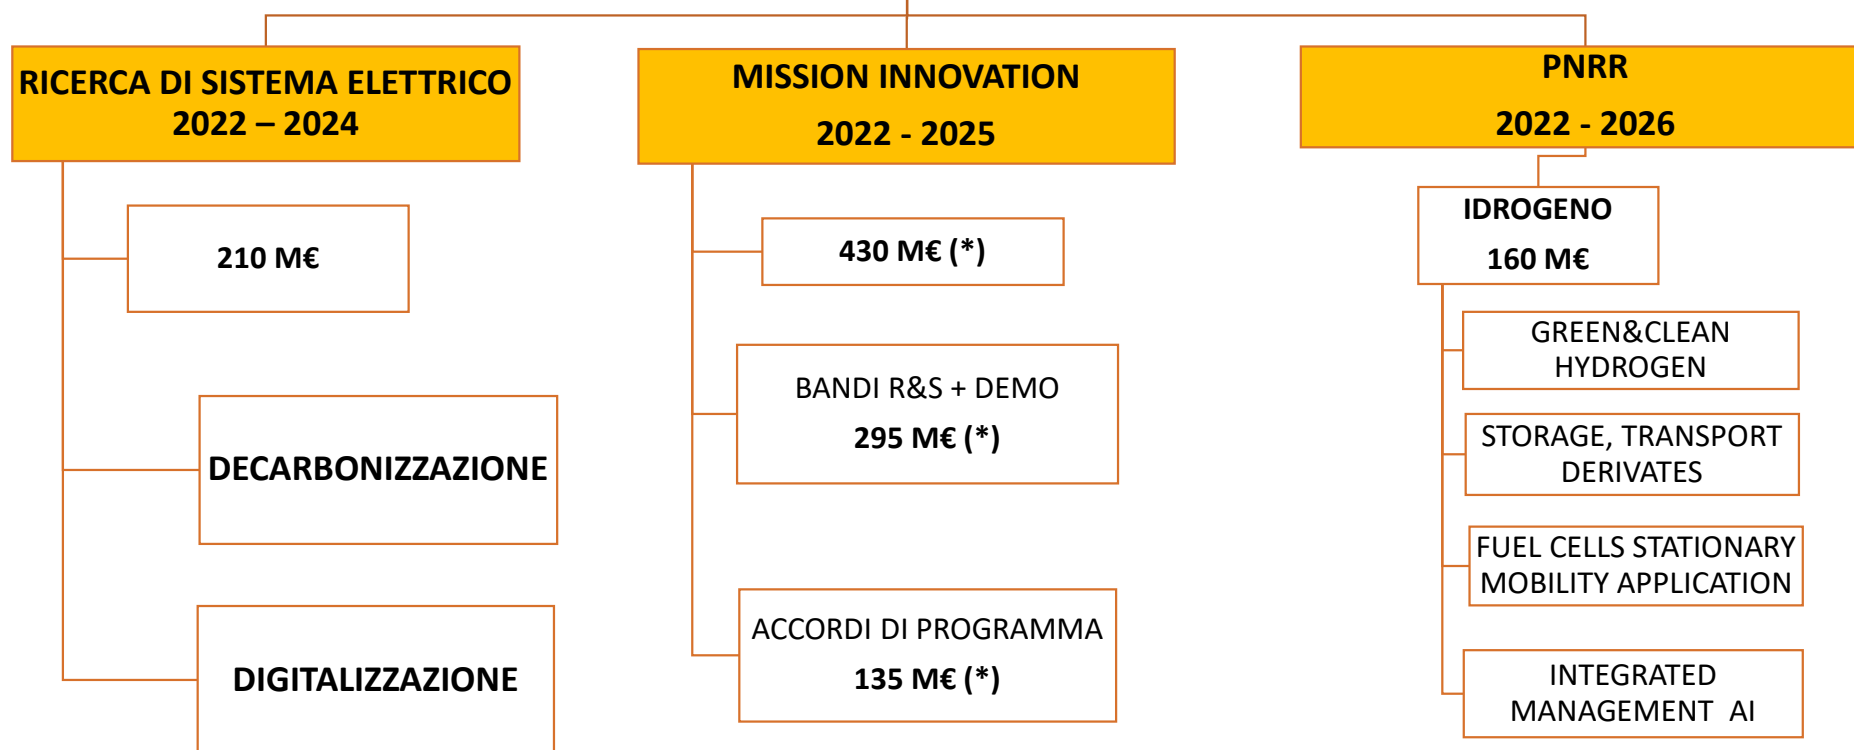 RICERCA DI SISTEMA ELETTRICO
2022 – 2024
210 M€
DECARBONIZZAZIONE
DIGITALIZZAZIONE
MISSION INNOVATION
2022 - 2025
430 M€ (*)
BANDI R&S + DEMO
295 M€ (*)
ACCORDI DI PROGRAMMA
135 M€ (*)
PNRR
2022 - 2026
IDROGENO
160 M€
GREEN&CLEAN
HYDROGEN
STORAGE, TRANSPORT
DERIVATES
FUEL CELLS STATIONARY
MOBILITY APPLICATION
INTEGRATED
MANAGEMENT AI